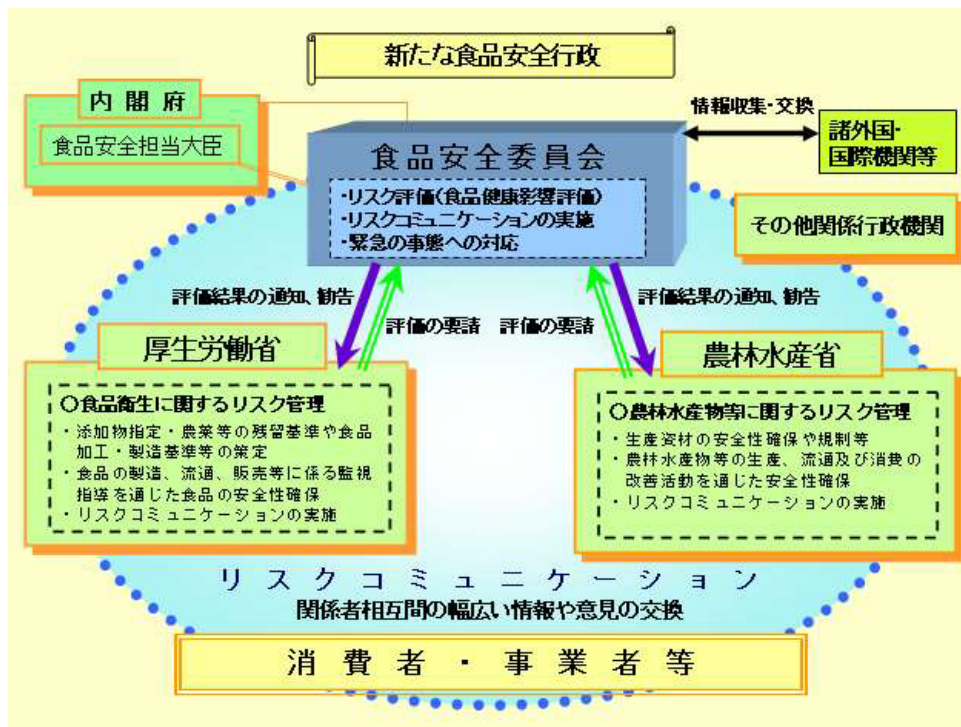 新たな食品安全行政
内閣府
食品安全担当大臣
情報収集・交換
諸外国・
国際機関等
食品安全委員会
・リスク評価(食品健康影響評価)
・リスクコミュニケーションの実施
・緊急の事態への対応
その他関係行政機関
評価結果の通知、勧告
評価の要請
評価の要請
評価結果の通知、勧告
厚生労働省
○食品衛生に関するリスク管理
・添加物指定・農薬等の残留基準や食品
加工・製造基準等の策定
・食品の製造、流通、販売等に係る監視
指導を通じた食品の安全性確保
・リスクコミュニケーションの実施
農林水産省
○農林水産物等に関するリスク管理
・生産資材の安全性確保や規制等
・農林水産物等の生産、流通及び消費の
改善活動を通じた安全性確保
・リスクコミュニケーションの実施
リスクコミュニケーション
関係者相互間の幅広い情報や意見の交換
消費者・事業者等